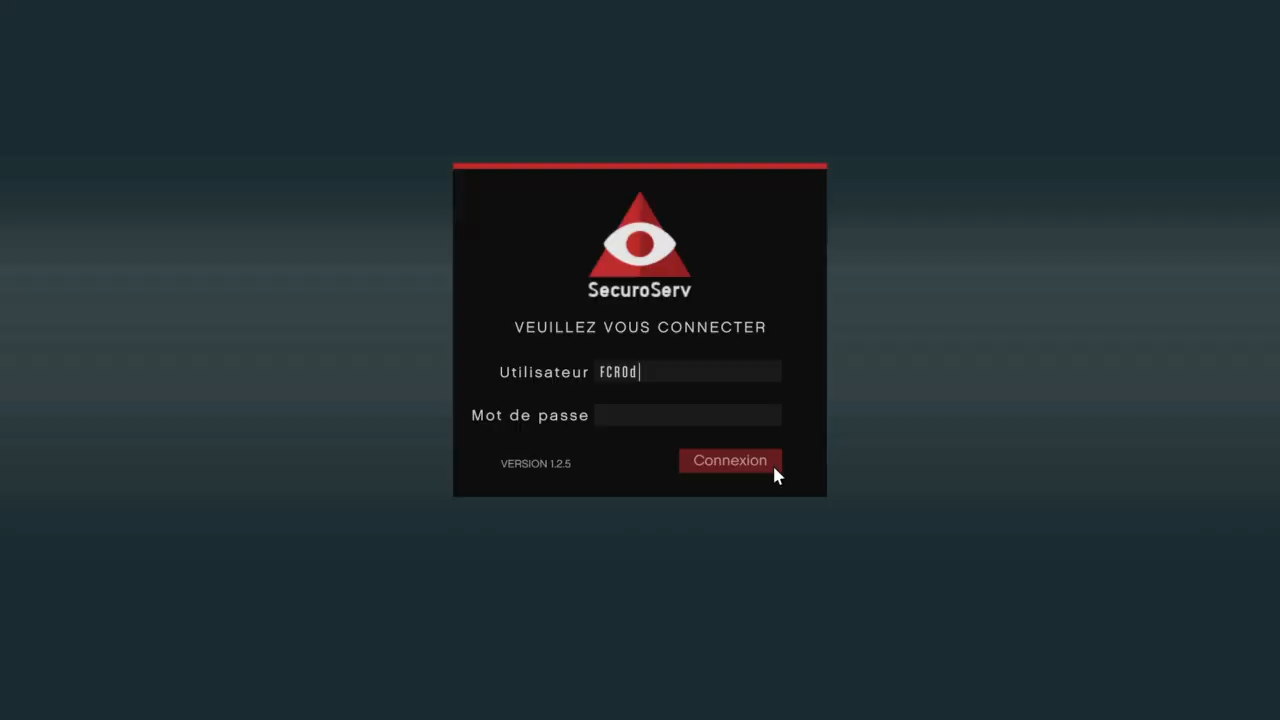 SecuroServ
VEUILLEZ VOUS CONNECTER
Utilisateur FCR0d
Mot de passe
VERSION 1.2.5
Connexion